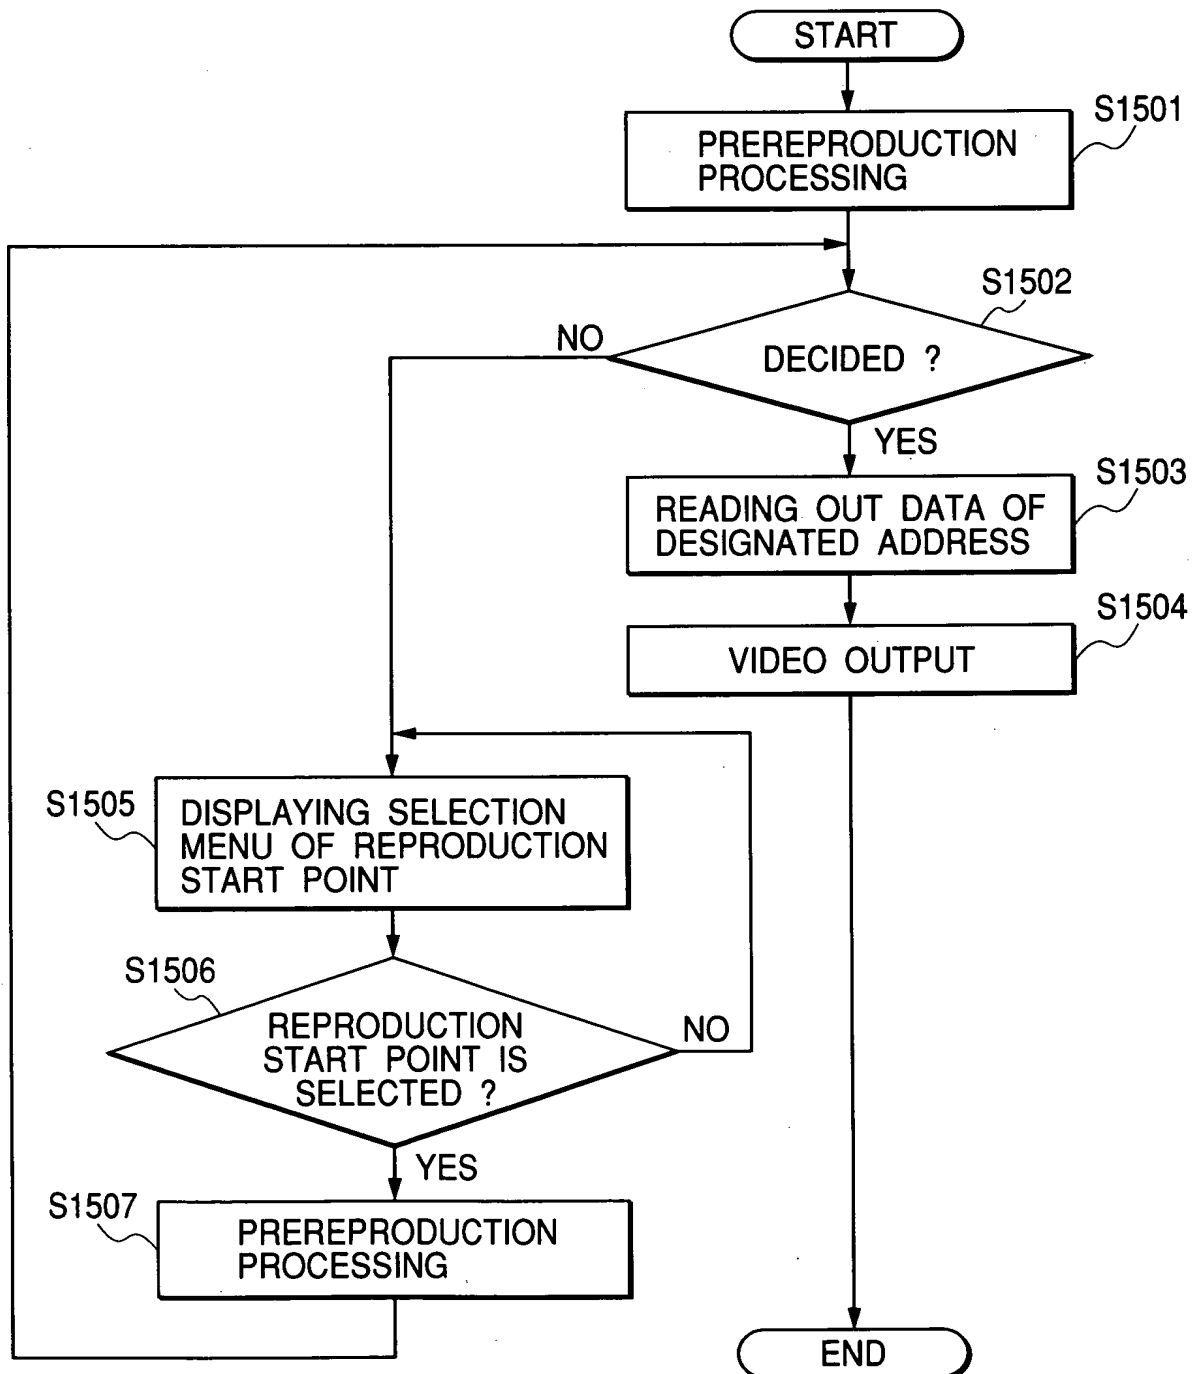 START
S1501
PREREPRODUCTION
PROCESSING
S1502
NO
DECIDED ?
YES
S1503
READING OUT DATA OF
DESIGNATED ADDRESS
S1504
VIDEO OUTPUT
S1505
DISPLAYING SELECTION
MENU OF REPRODUCTION
START POINT
S1506
REPRODUCTION
START POINT IS
SELECTED ?
NO
YES
S1507
PREREPRODUCTION
PROCESSING
END